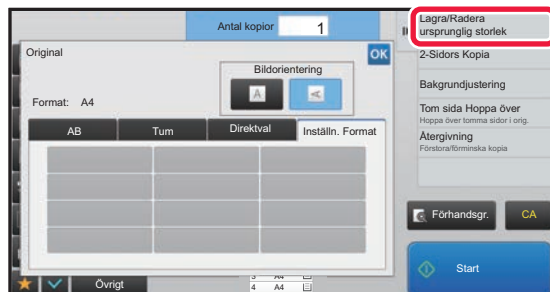 Antal kopior 1
Lagra/Radera
ursprunglig storlek
Original
OK
2-Sidors Kopia
Bildorientering
A A
Bakgrundjustering
Format: A4
Tom sida Hoppa över
Hoppa över tomma sidor i orig.
AB Tum Direktval Inställn. Format
Återgivning
Förstora/förminska kopia
Förhandsgr. CA
Start
Övrigt
3 A4
4 A4